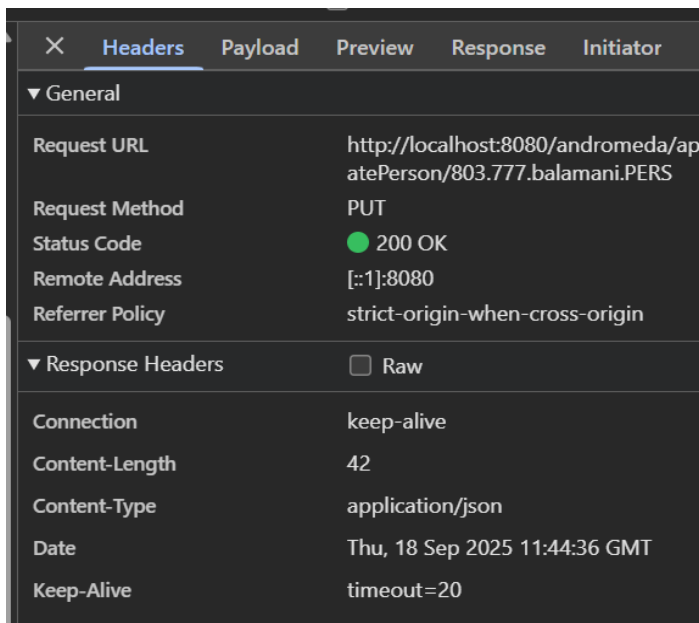 Headers Payload Preview Response Initiator
General
Request URL http://localhost:8080/andromeda/ap
atePerson/803.777.balamani.PERS
Request Method PUT
Status Code 200 OK
Remote Address [::1]:8080
Referrer Policy strict-origin-when-cross-origin
Response Headers Raw
Connection keep-alive
Content-Length 42
Content-Type application/json
Date Thu, 18 Sep 2025 11:44:36 GMT
Keep-Alive timeout=20